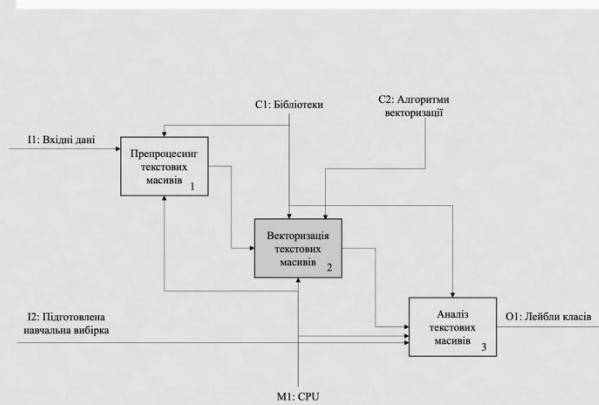 C1: Бібліотеки
C2: Алгоритми
векторизації
I1: Вхідні дані
Препроцесинг
текстових
масивів
1
Векторизація
текстових
масивів
2
I2: Підготовлена
навчальна вибірка
Аналіз
текстових
масивів
3
O1: Лейбли класів
M1: CPU